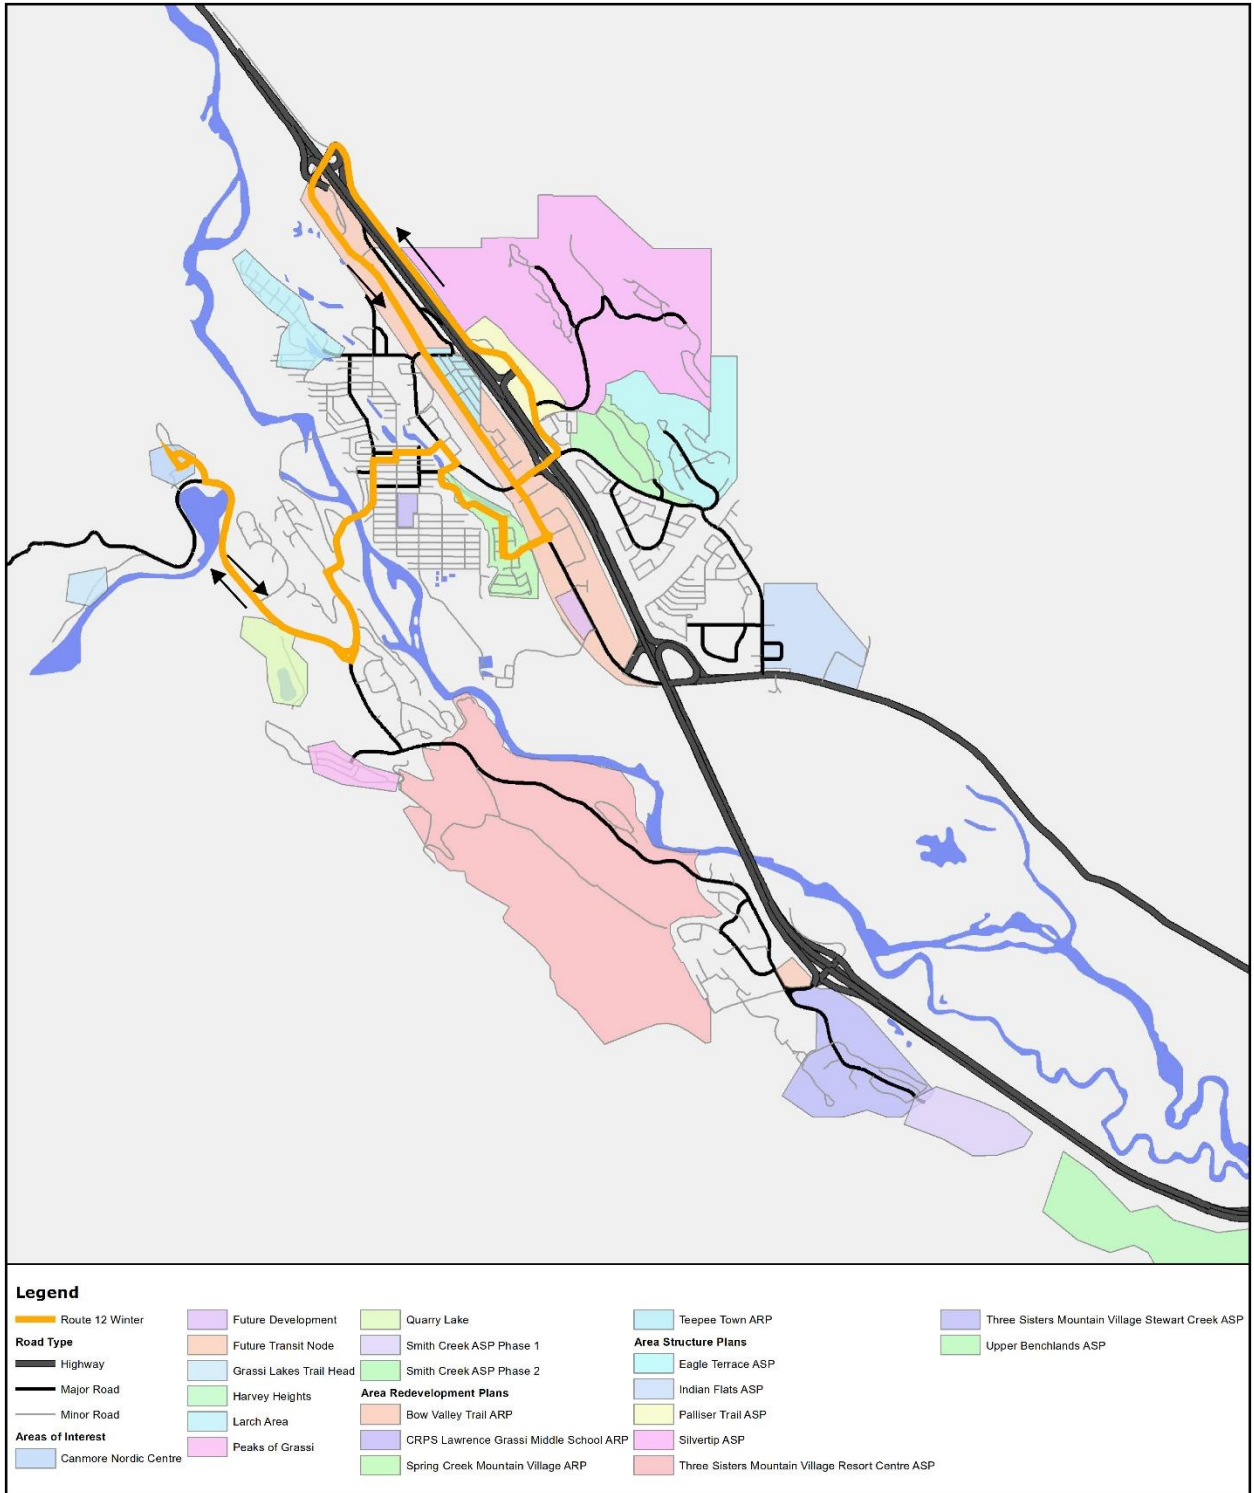 Legend
Route 12 Winter
Road Type
Highway
Major Road
Minor Road
Areas of Interest
Canmore Nordic Centre
Future Development
Future Transit Node
Grassi Lakes Trail Head
Harvey Heights
Larch Area
Peaks of Grassi
Quarry Lake
Smith Creek ASP Phase 1
Smith Creek ASP Phase 2
Area Redevelopment Plans
Bow Valley Trail ARP
CRPS Lawrence Grassi Middle School ARP
Spring Creek Mountain Village ARP
Teepee Town ARP
Area Structure Plans
Eagle Terrace ASP
Indian Flats ASP
Palliser Trail ASP
Silvertip ASP
Three Sisters Mountain Village Resort Centre ASP
Three Sisters Mountain Village Stewart Creek ASP
Upper Benchlands ASP